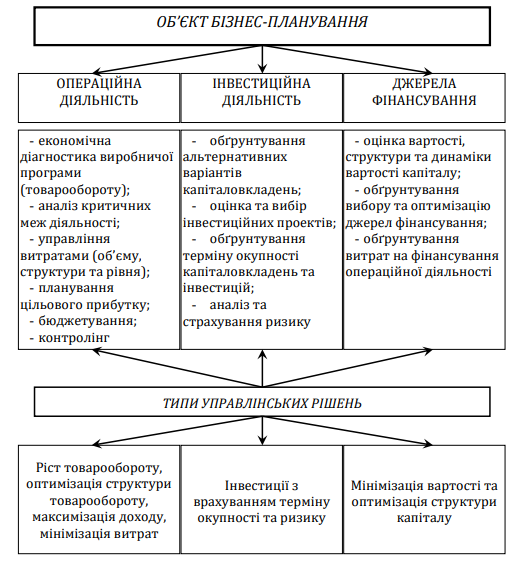 ОБ'ЄКТ БІЗНЕС-ПЛАНУВАННЯ
ОПЕРАЦІЙНА
ДІЯЛЬНІСТЬ
ІНВЕСТИЦІЙНА
ДІЯЛЬНІСТЬ
ДЖЕРЕЛА
ФІНАНСУВАННЯ
- економічна
діагностика виробничої
програми
(товарообороту);
- аналіз критичних
меж діяльності;
- управління
витратами (об'єму,
структури та рівня);
- планування
цільового прибутку;
- бюджетування;
- контролінг
- обґрунтування
альтернативних
варіантів
капіталовкладень;
- оцінка та вибір
інвестиційних проектів;
- обґрунтування
терміну окупності
капіталовкладень та
інвестицій;
- аналіз та
страхування ризику
- оцінка вартості,
структури та динаміки
вартості капіталу;
- обґрунтування
вибору та оптимізацію
джерел фінансування;
- обґрунтування
витрат на фінансування
операційної діяльності
ТИПИ УПРАВЛІНСЬКИХ РІШЕНЬ
Ріст товарообороту,
оптимізація структури
товарообороту,
максимізація доходу,
мінімізація витрат
Інвестиції з
врахуванням терміну
окупності та ризику
Мінімізація вартості та
оптимізація структури
капіталу